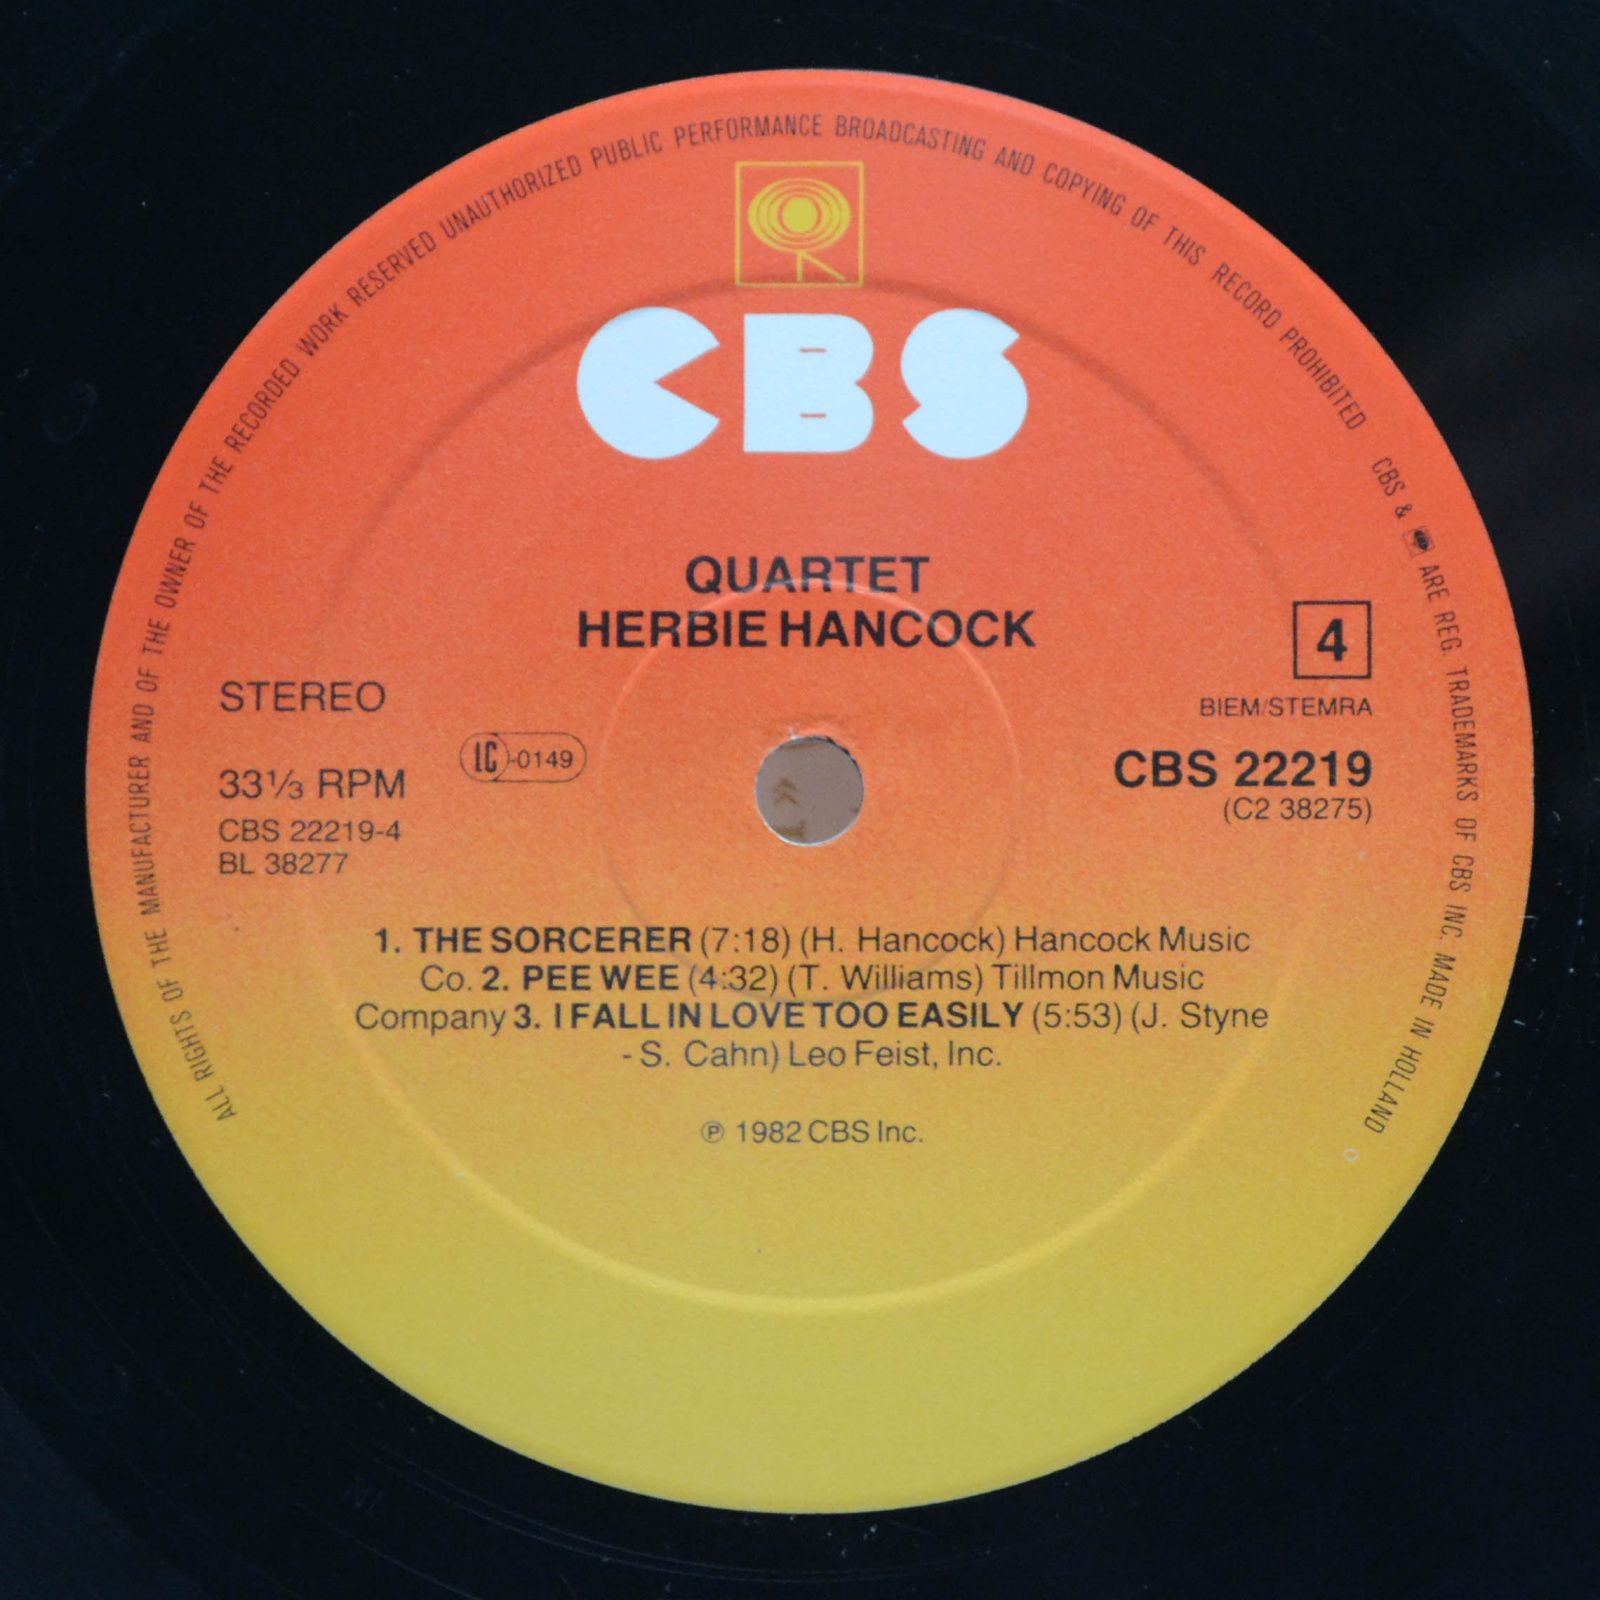 ALL RIGHTS OF THE MANUFACTURER AND OF THE OWNER OF THE RECORDED WORK RESERVED UNAUTHORIZED PUBLIC PERFORMANCE BROADCASTING AND COPYING OF THIS RECORD PROHIBITED CBS & ARE REG. TRADEMARKS OF CBS INC. MADE IN HOLLAND
CBS
QUARTET
HERBIE HANCOCK
4
STEREO
BIEM/STEMRA
LC-0149
33⅓ RPM
CBS 22219
CBS 22219-4
(C2 38275)
BL 38277
1. THE SORCERER (7:18) (H. Hancock) Hancock Music
Co. 2. PEE WEE (4:32) (T. Williams) Tillmon Music
Company 3. I FALL IN LOVE TOO EASILY (5:53) (J. Styne
- S. Cahn) Leo Feist, Inc.
℗ 1982 CBS Inc.